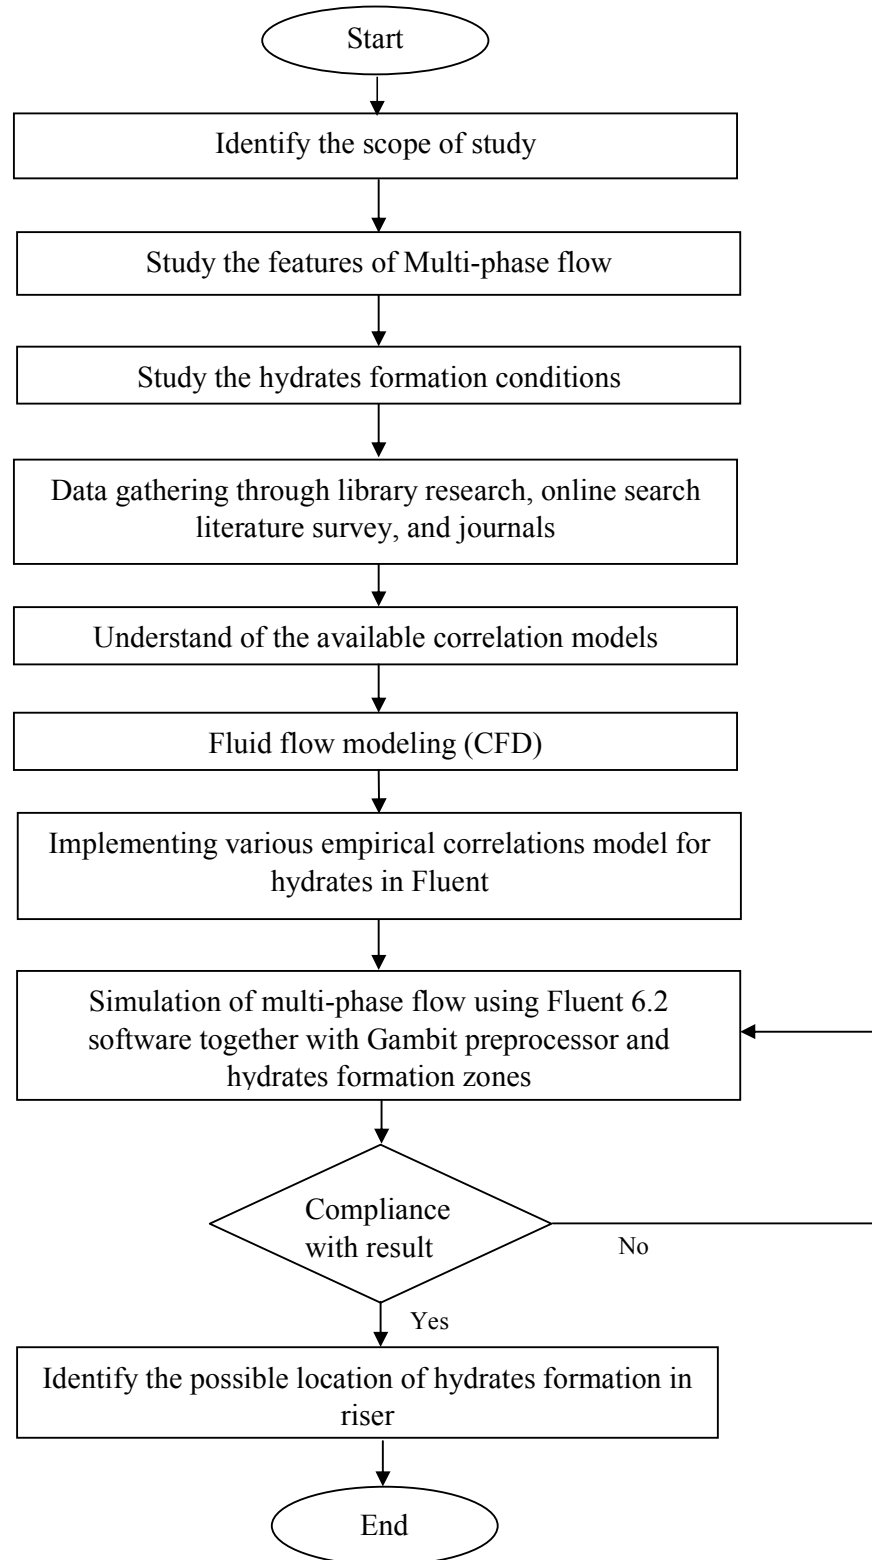 Start
Identify the scope of study
Study the features of Multi-phase flow
Study the hydrates formation conditions
Data gathering through library research, online search
literature survey, and journals
Understand of the available correlation models
Fluid flow modeling (CFD)
Implementing various empirical correlations model for
hydrates in Fluent
Simulation of multi-phase flow using Fluent 6.2
software together with Gambit preprocessor and
hydrates formation zones
Compliance
with result
No
Yes
Identify the possible location of hydrates formation in
riser
End